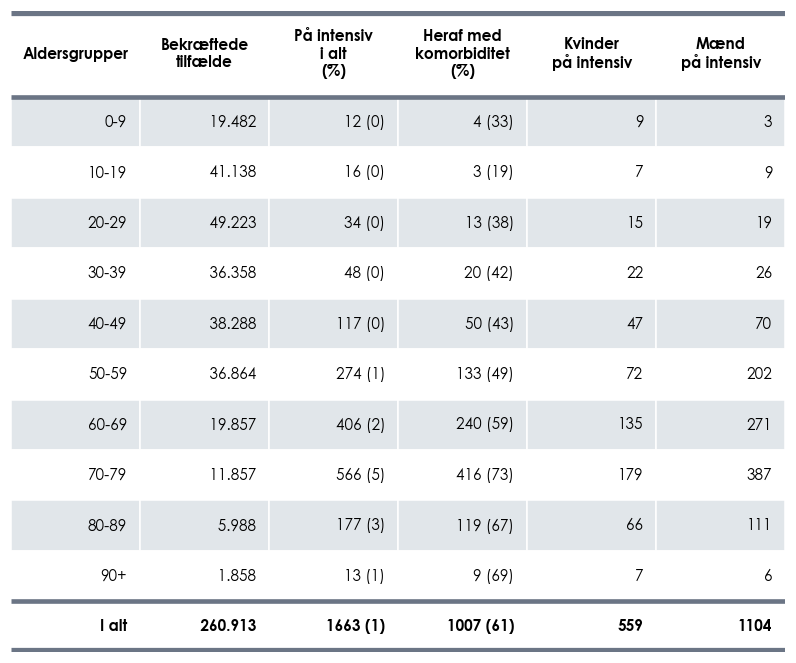 Aldersgrupper Bekræftede tilfælde På intensiv i alt (%) Heraf med komorbiditet (%) Kvinder på intensiv Mænd på intensiv
0-9 19.482 12 (0) 4 (33) 9 3
10-19 41.138 16 (0) 3 (19) 7 9
20-29 49.223 34 (0) 13 (38) 15 19
30-39 36.358 48 (0) 20 (42) 22 26
40-49 38.288 117 (0) 50 (43) 47 70
50-59 36.864 274 (1) 133 (49) 72 202
60-69 19.857 406 (2) 240 (59) 135 271
70-79 11.857 566 (5) 416 (73) 179 387
80-89 5.988 177 (3) 119 (67) 66 111
90+ 1.858 13 (1) 9 (69) 7 6
I alt 260.913 1663 (1) 1007 (61) 559 1104